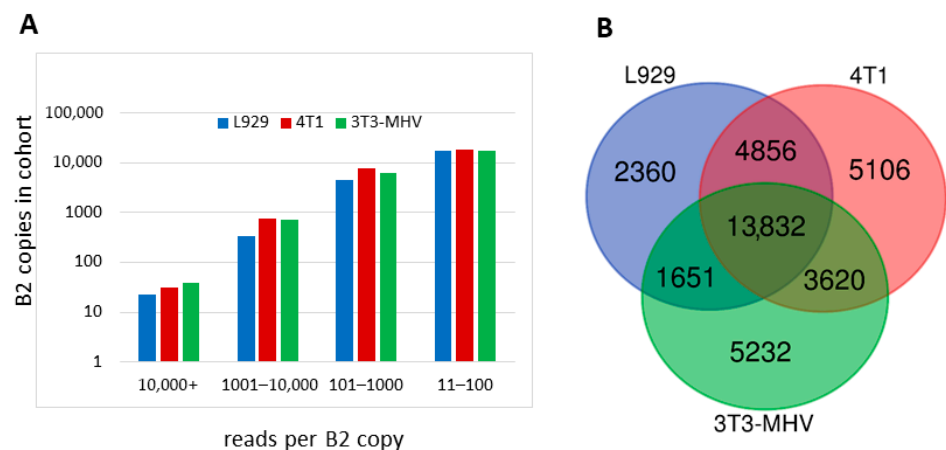 A
B2 copies in cohort
100,000
10,000
1000
100
10
1
L929 4T1 3T3-MHV
10,000+ 1001–10,000 101–1000 11–100
reads per B2 copy
B
L929
4T1
2360
4856
5106
13,832
1651
3620
5232
3T3-MHV